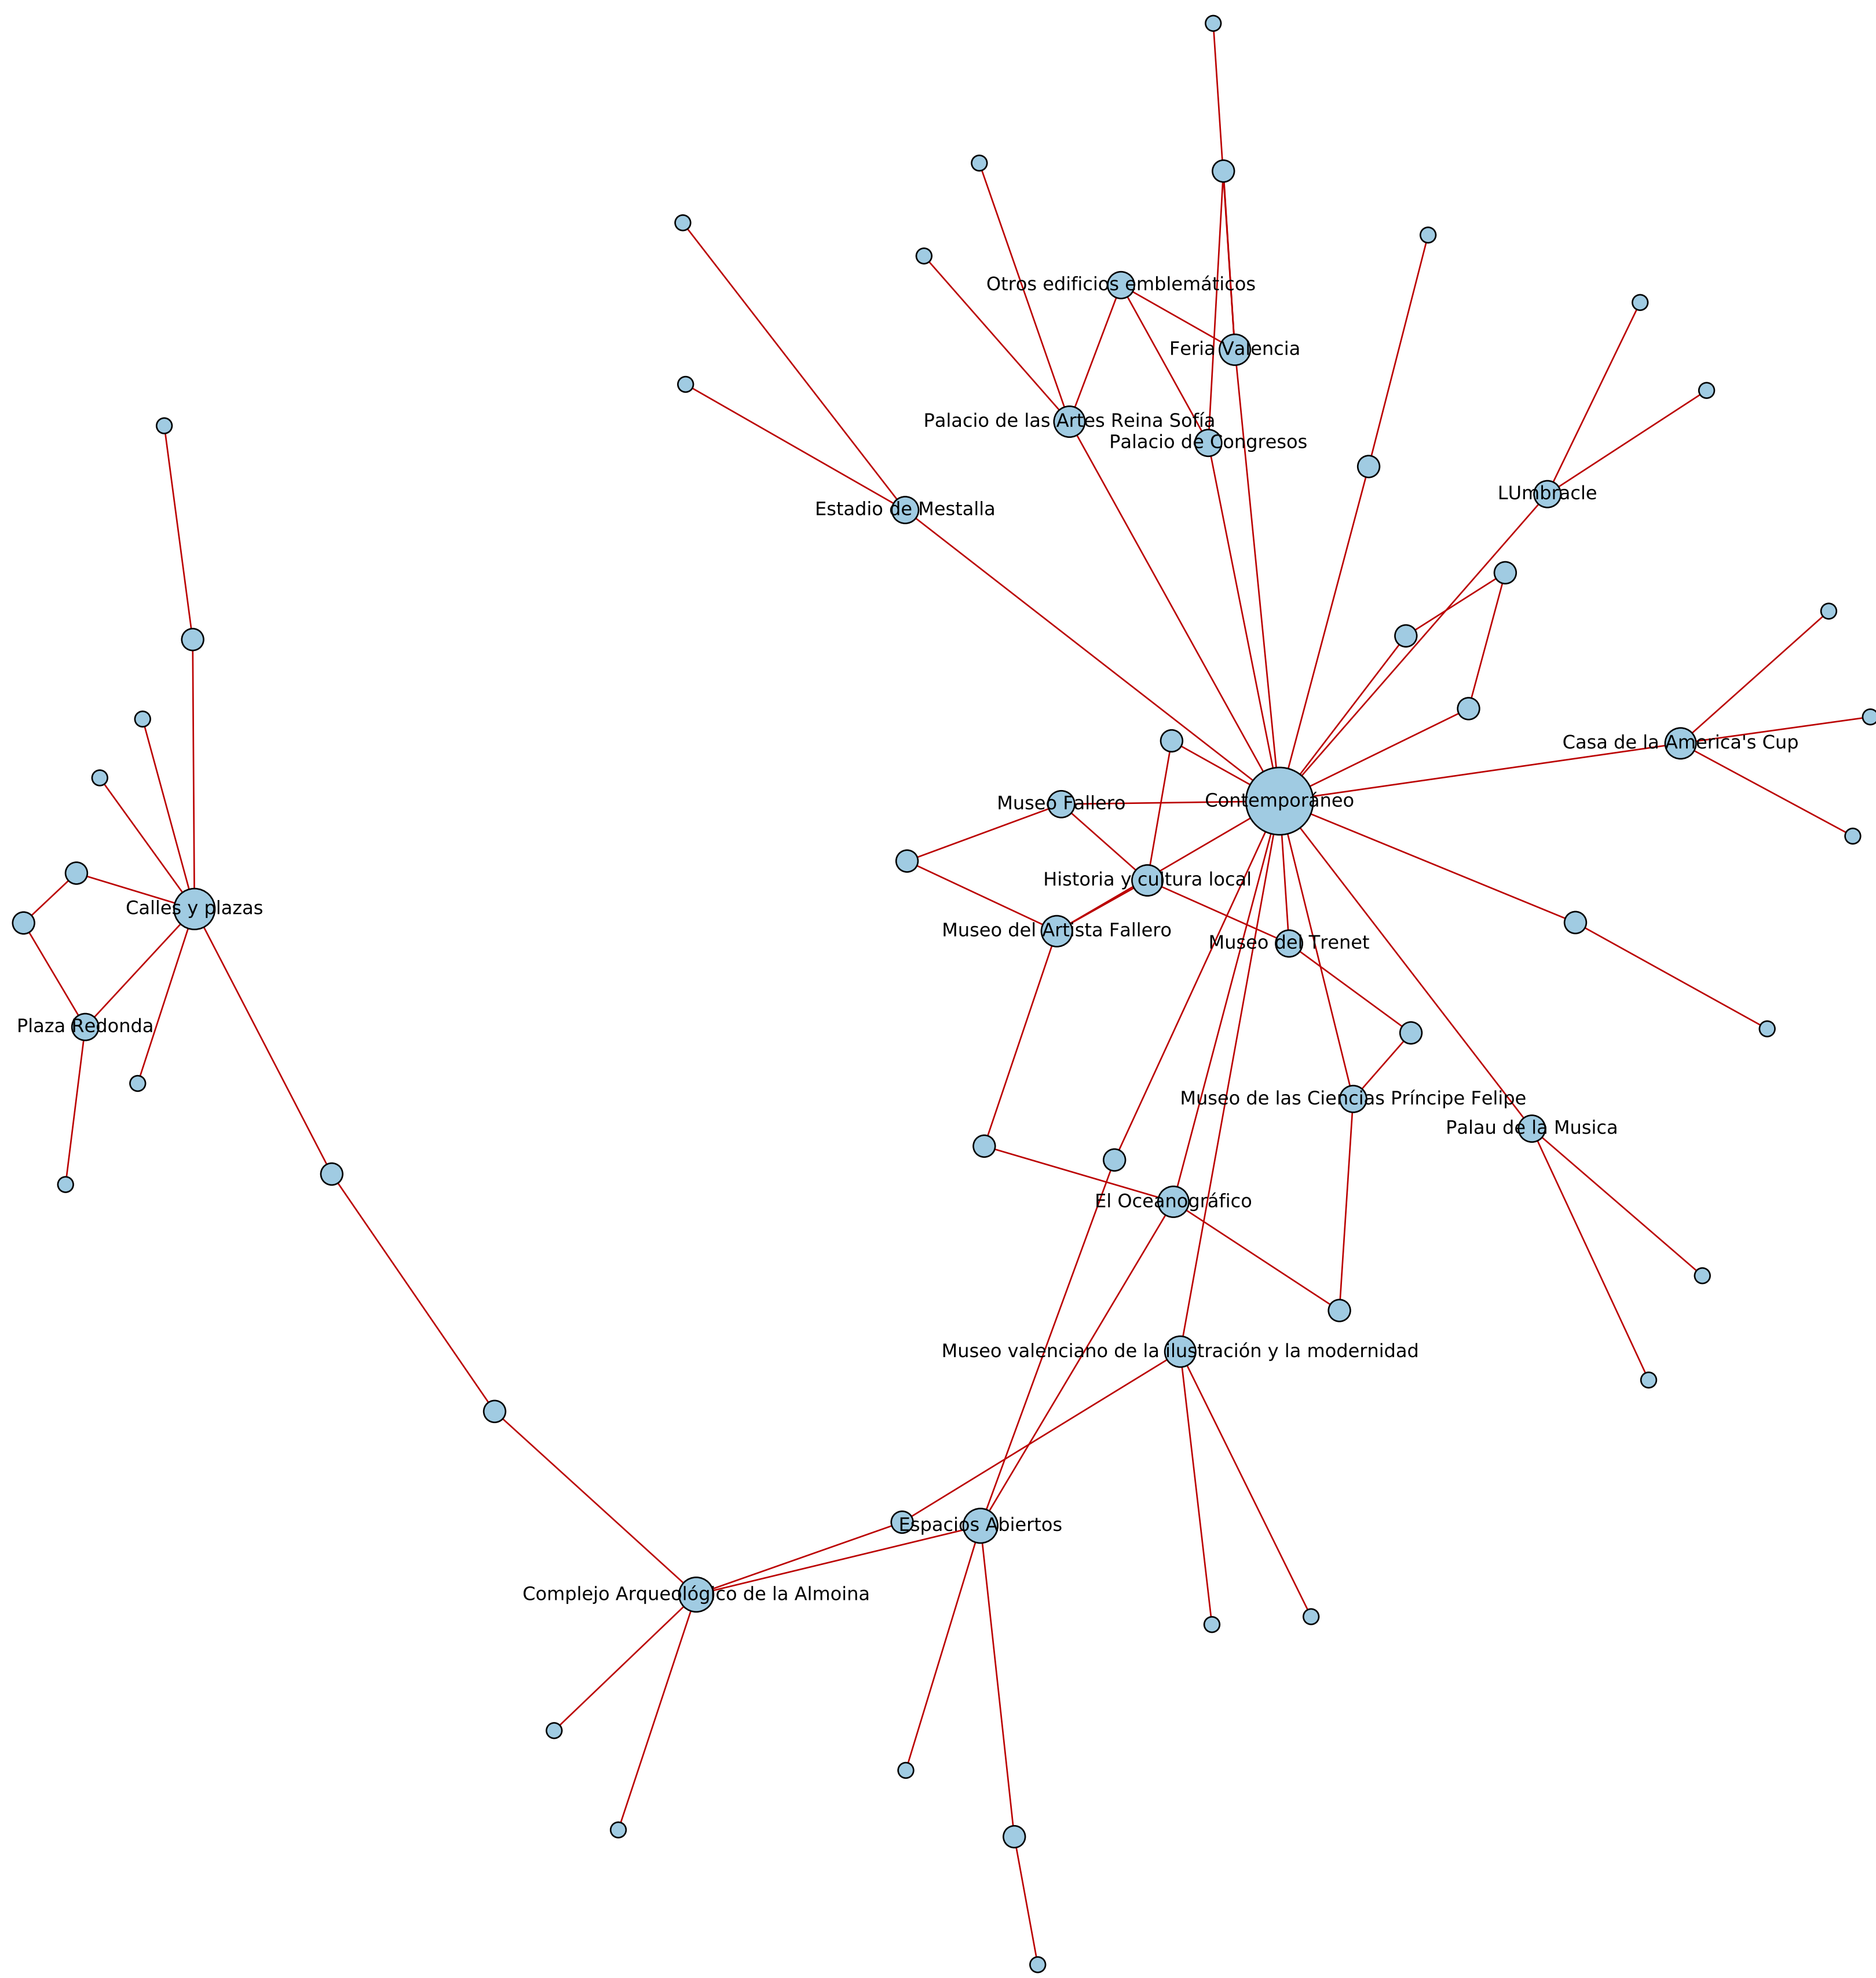 Otros edificios emblemáticos
Feria Valencia
Palacio de las Artes Reina Sofía
Palacio de Congresos
LUmbracle
Estadio de Mestalla
Casa de la America's Cup
Contemporáneo
Museo Fallero
Historia y cultura local
Calles y plazas
Museo del Artista Fallero
Museo del Trenet
Plaza Redonda
Museo de las Ciencias Príncipe Felipe
Palau de la Musica
El Oceanográfico
Museo valenciano de la ilustración y la modernidad
Espacios Abiertos
Complejo Arqueológico de la Almoina